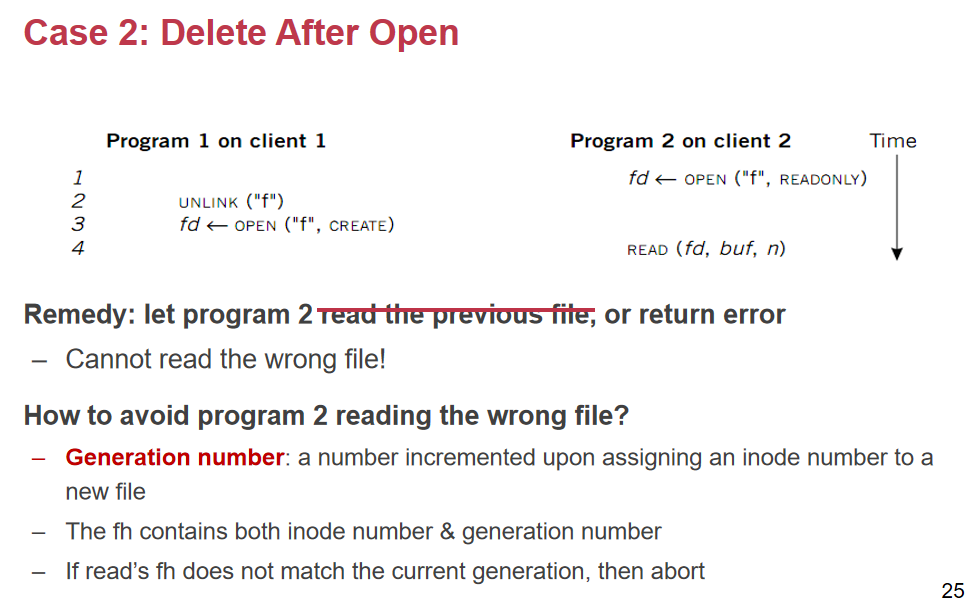 Case 2: Delete After Open
Program 1 on client 1 Program 2 on client 2 Time
1 fd ← OPEN ("f", READONLY)
2 UNLINK ("f")
3 fd ← OPEN ("f", CREATE)
4 READ (fd, buf, n)
Remedy: let program 2 read the previous file, or return error
– Cannot read the wrong file!
How to avoid program 2 reading the wrong file?
– Generation number: a number incremented upon assigning an inode number to a
new file
– The fh contains both inode number & generation number
– If read’s fh does not match the current generation, then abort
25